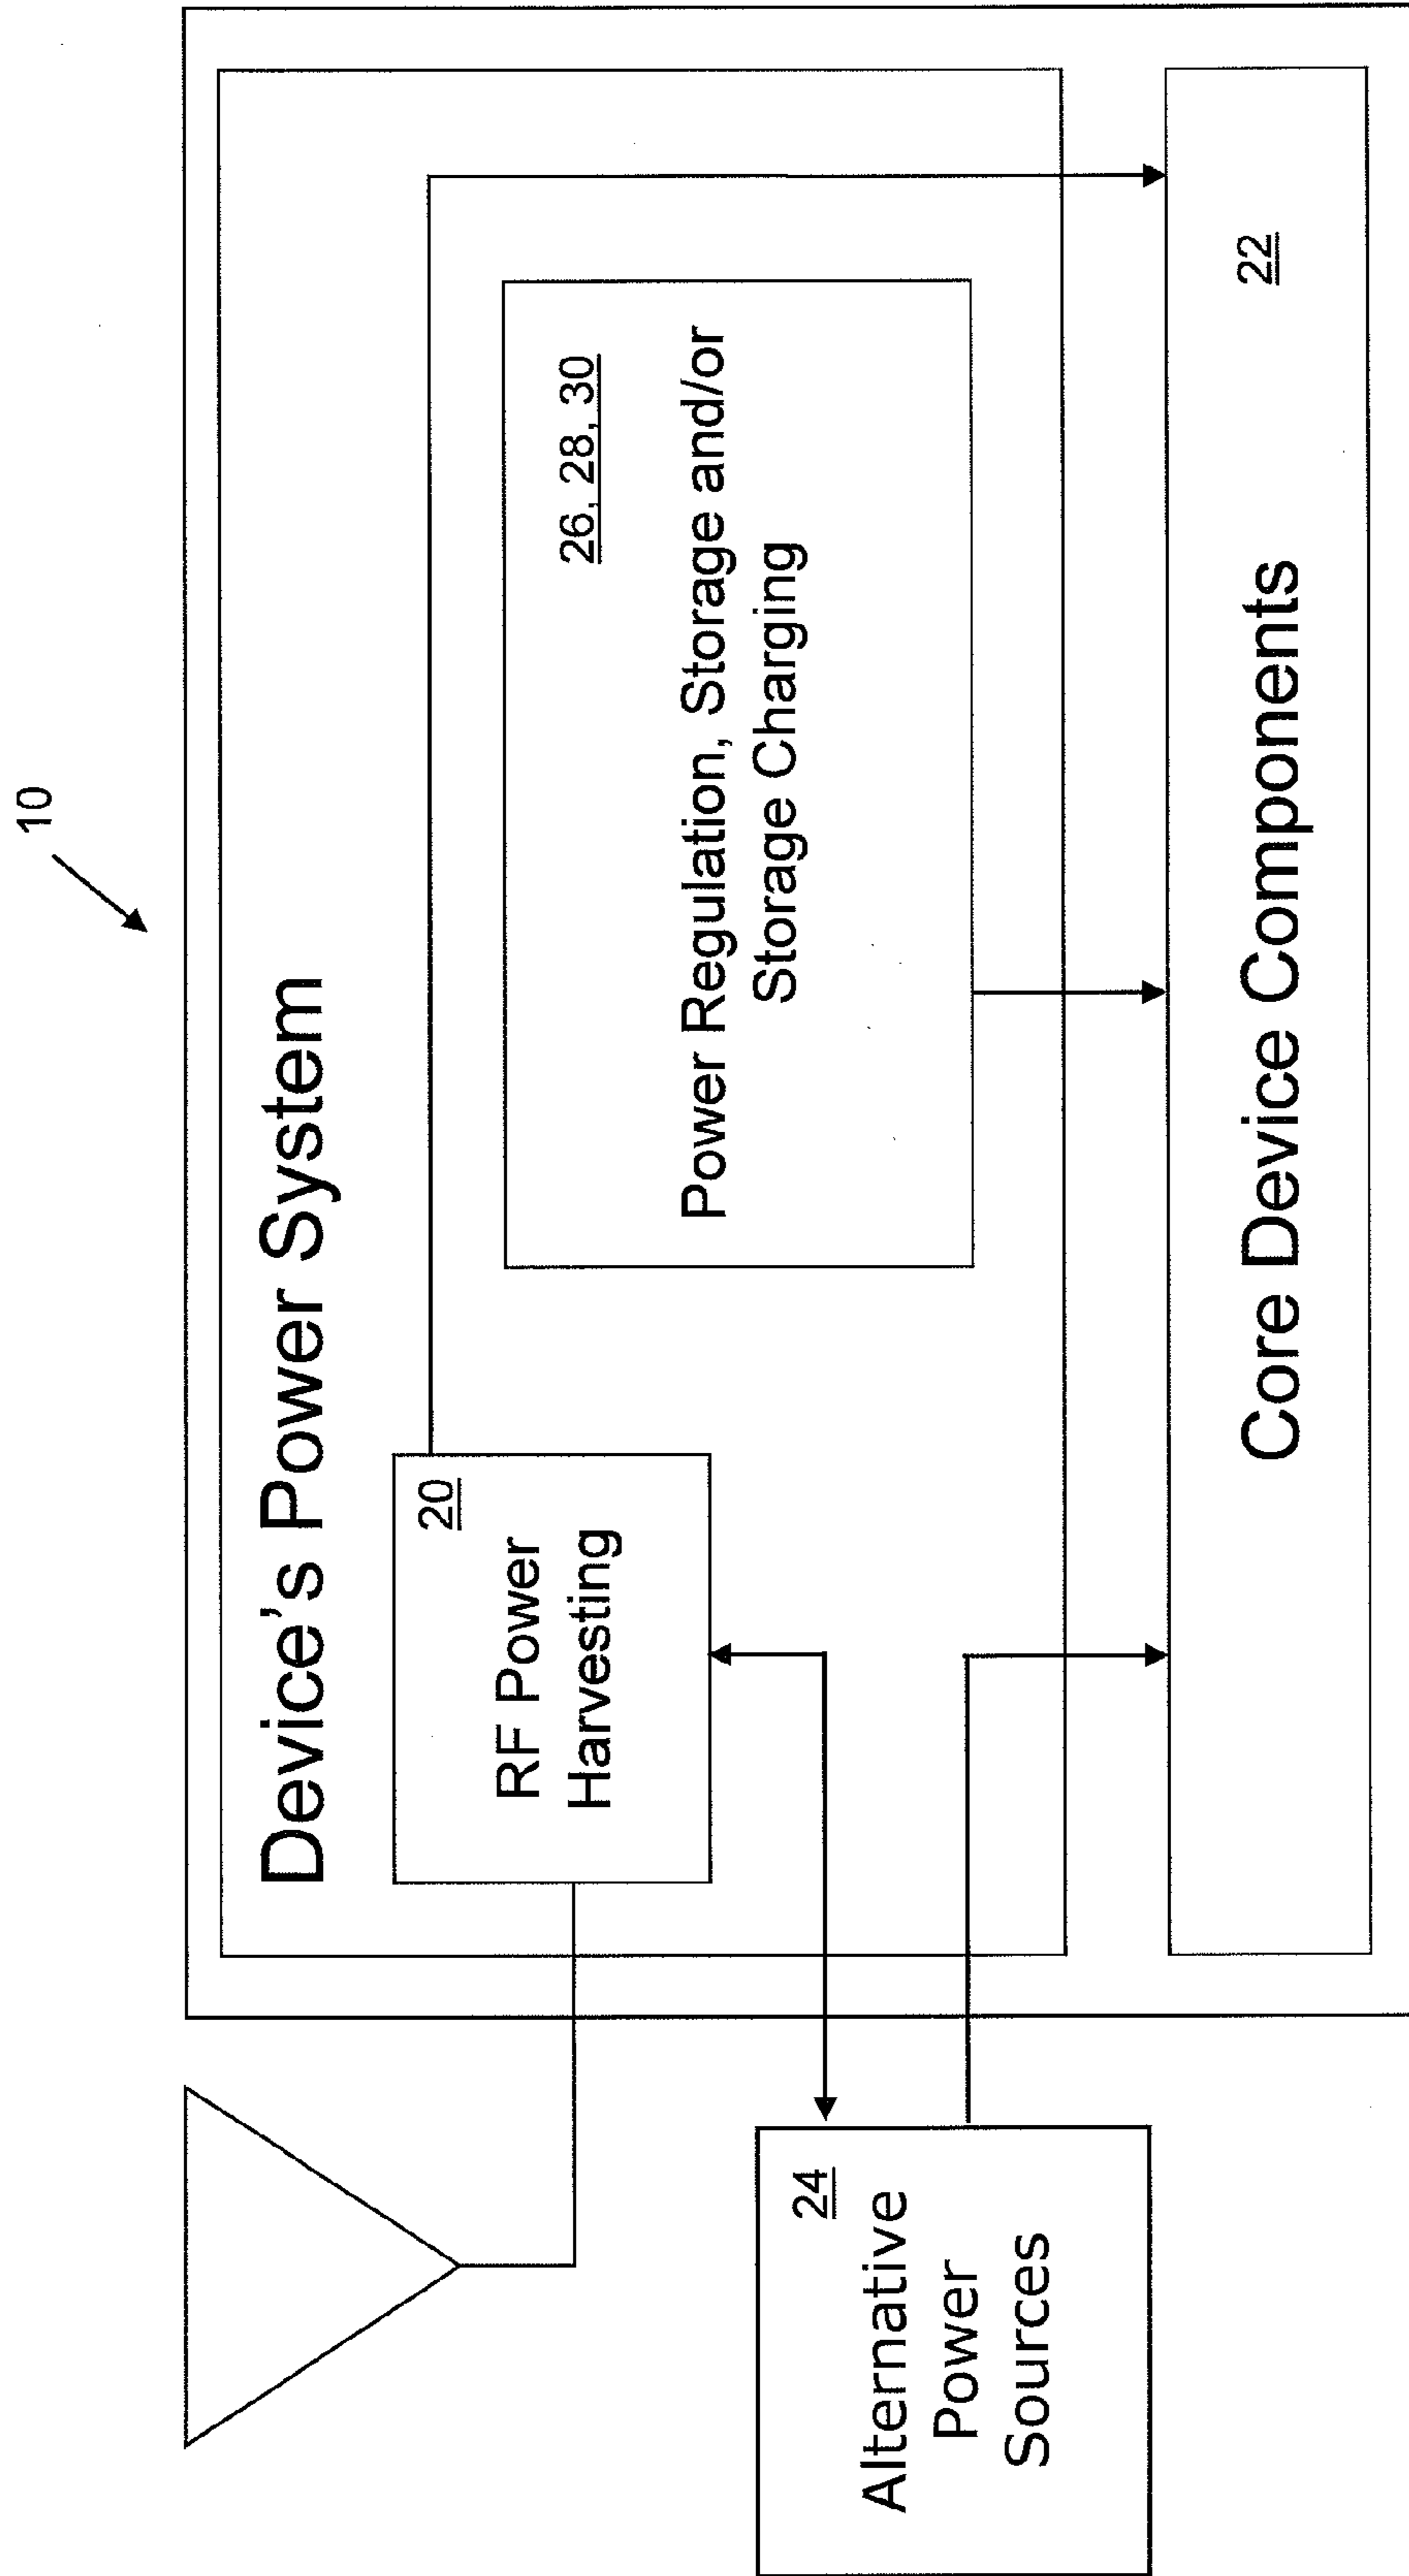 10
Device's Power System
20
RF Power
Harvesting
26, 28, 30
Power Regulation, Storage and/or
Storage Charging
24
Alternative
Power
Sources
22
Core Device Components